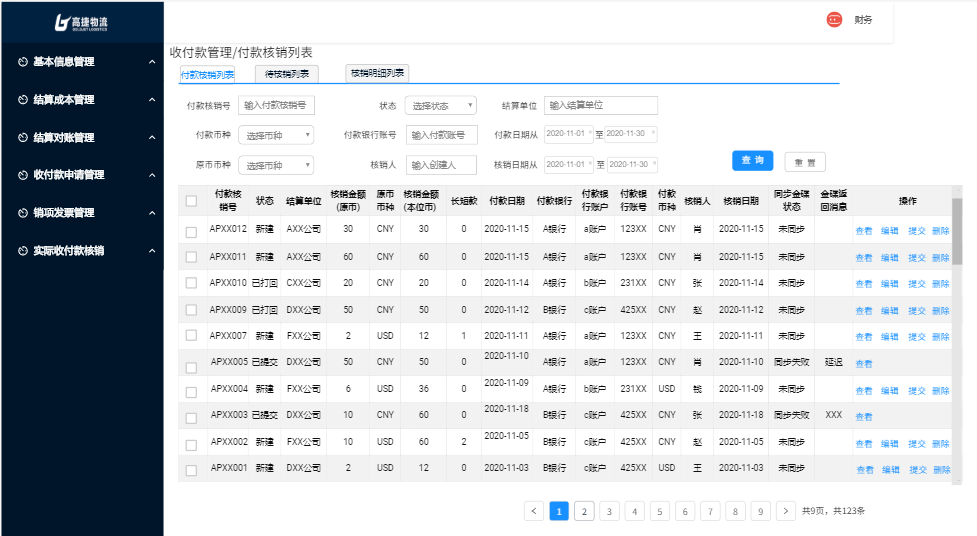 高捷物流
GOLDJET LOGISTICS
财务
基本信息管理
结算成本管理
结算对账管理
收付款申请管理
销项发票管理
实际收付款核销
收付款管理/付款核销列表
付款核销列表 待核销列表 核销明细列表
付款核销号 输入付款核销号 状态 选择状态 结算单位 输入结算单位
付款币种 选择币种 付款银行账号 输入付款账号 付款日期从 2020-11-01 至 2020-11-30
原币币种 选择币种 核销人 输入创建人 核销日期从 2020-11-01 至 2020-11-30
查 询 重 置
付款核销号 状态 结算单位 核销金额(原币) 原币币种 核销金额(本位币) 长短款 付款日期 付款银行 付款银行账户 付款银行账号 付款币种 核销人 核销日期 同步金碟状态 金碟返回消息 操作
APXX012 新建 AXX公司 30 CNY 30 0 2020-11-15 A银行 a账户 123XX CNY 肖 2020-11-15 未同步 查看 编辑 提交 删除
APXX011 新建 AXX公司 60 CNY 60 0 2020-11-15 A银行 a账户 123XX CNY 肖 2020-11-15 未同步 查看 编辑 提交 删除
APXX010 已打回 CXX公司 20 CNY 20 0 2020-11-14 A银行 b账户 231XX CNY 张 2020-11-14 未同步 查看 编辑 提交 删除
APXX009 已打回 DXX公司 50 CNY 50 0 2020-11-12 B银行 c账户 425XX CNY 赵 2020-11-12 未同步 查看 编辑 提交 删除
APXX007 新建 FXX公司 2 USD 12 1 2020-11-11 A银行 a账户 123XX CNY 王 2020-11-11 未同步 查看 编辑 提交 删除
APXX005 已提交 DXX公司 50 CNY 50 0 2020-11-10 A银行 a账户 123XX CNY 肖 2020-11-10 同步失败 延迟 查看
APXX004 新建 FXX公司 6 USD 36 0 2020-11-09 A银行 b账户 231XX USD 钱 2020-11-09 未同步 查看 编辑 提交 删除
APXX003 已提交 DXX公司 10 CNY 60 0 2020-11-18 B银行 c账户 425XX CNY 张 2020-11-18 同步失败 XXX 查看
APXX002 新建 FXX公司 10 USD 60 2 2020-11-05 B银行 c账户 425XX CNY 赵 2020-11-05 未同步 查看 编辑 提交 删除
APXX001 新建 DXX公司 2 USD 12 0 2020-11-03 B银行 c账户 425XX USD 王 2020-11-03 未同步 查看 编辑 提交 删除
< 1 2 3 4 5 6 7 8 9 > 共9页，共123条